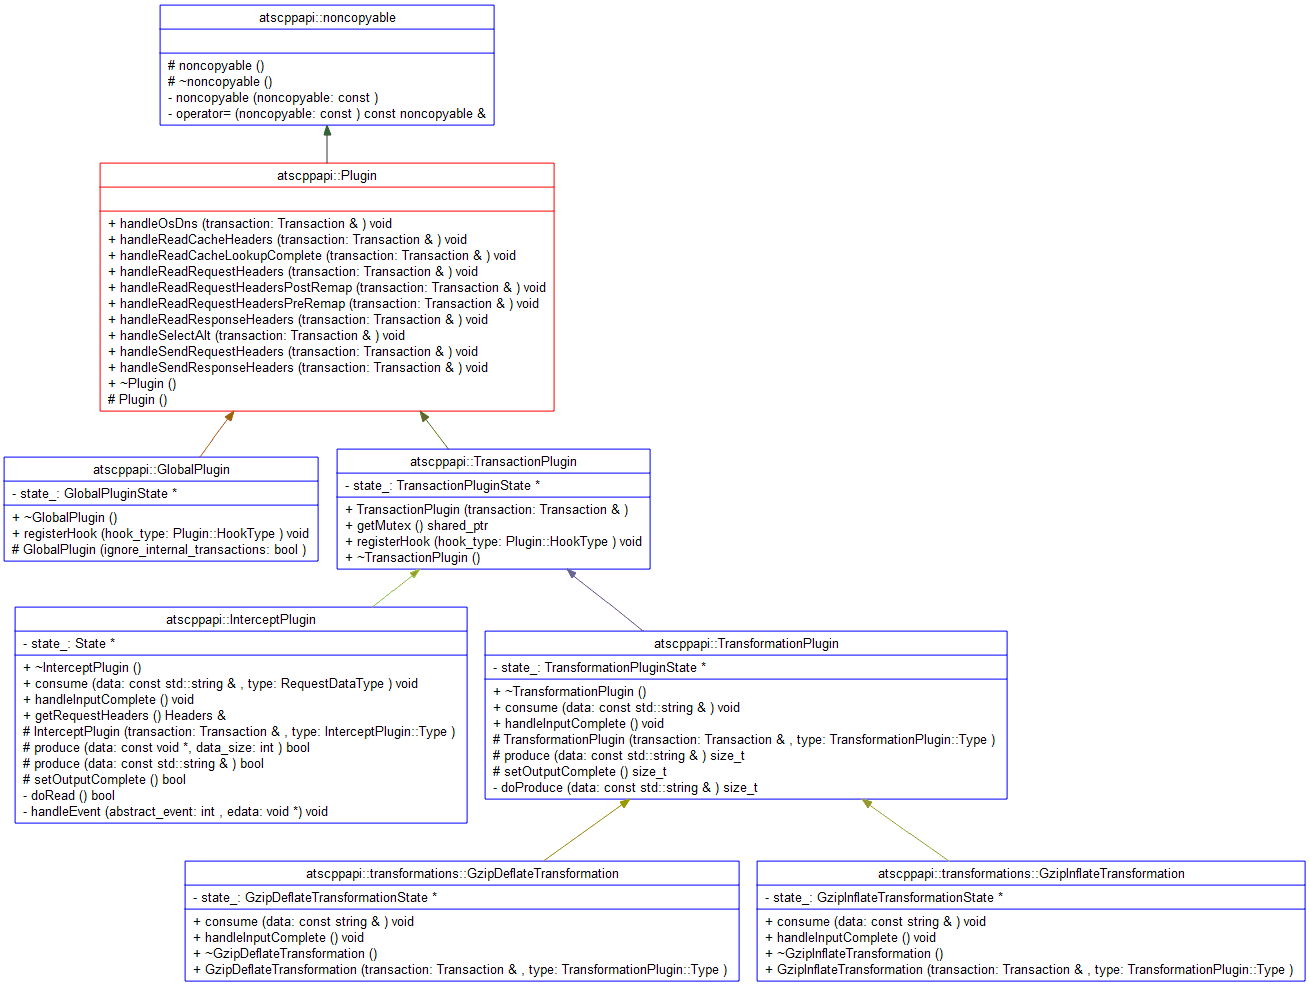 atscppapi::noncopyable
# noncopyable ()
# ~noncopyable ()
- noncopyable (noncopyable: const )
- operator= (noncopyable: const ) const noncopyable &
atscppapi::Plugin
+ handleOsDns (transaction: Transaction & ) void
+ handleReadCacheHeaders (transaction: Transaction & ) void
+ handleReadCacheLookupComplete (transaction: Transaction & ) void
+ handleReadRequestHeaders (transaction: Transaction & ) void
+ handleReadRequestHeadersPostRemap (transaction: Transaction & ) void
+ handleReadRequestHeadersPreRemap (transaction: Transaction & ) void
+ handleReadResponseHeaders (transaction: Transaction & ) void
+ handleSelectAlt (transaction: Transaction & ) void
+ handleSendRequestHeaders (transaction: Transaction & ) void
+ handleSendResponseHeaders (transaction: Transaction & ) void
+ ~Plugin ()
# Plugin ()
atscppapi::GlobalPlugin
- state_: GlobalPluginState *
+ ~GlobalPlugin ()
+ registerHook (hook_type: Plugin::HookType ) void
# GlobalPlugin (ignore_internal_transactions: bool )
atscppapi::TransactionPlugin
- state_: TransactionPluginState *
+ TransactionPlugin (transaction: Transaction & )
+ getMutex () shared_ptr
+ registerHook (hook_type: Plugin::HookType ) void
+ ~TransactionPlugin ()
atscppapi::InterceptPlugin
- state_: State *
+ ~InterceptPlugin ()
+ consume (data: const std::string & , type: RequestDataType ) void
+ handleInputComplete () void
+ getRequestHeaders () Headers &
# InterceptPlugin (transaction: Transaction & , type: InterceptPlugin::Type )
# produce (data: const void *, data_size: int ) bool
# produce (data: const std::string & ) bool
# setOutputComplete () bool
- doRead () bool
- handleEvent (abstract_event: int , edata: void *) void
atscppapi::TransformationPlugin
- state_: TransformationPluginState *
+ ~TransformationPlugin ()
+ consume (data: const std::string & ) void
+ handleInputComplete () void
# TransformationPlugin (transaction: Transaction & , type: TransformationPlugin::Type )
# produce (data: const std::string & ) size_t
# setOutputComplete () size_t
- doProduce (data: const std::string & ) size_t
atscppapi::transformations::GzipDeflateTransformation
- state_: GzipDeflateTransformationState *
+ consume (data: const string & ) void
+ handleInputComplete () void
+ ~GzipDeflateTransformation ()
+ GzipDeflateTransformation (transaction: Transaction & , type: TransformationPlugin::Type )
atscppapi::transformations::GzipInflateTransformation
- state_: GzipInflateTransformationState *
+ consume (data: const string & ) void
+ handleInputComplete () void
+ ~GzipInflateTransformation ()
+ GzipInflateTransformation (transaction: Transaction & , type: TransformationPlugin::Type )